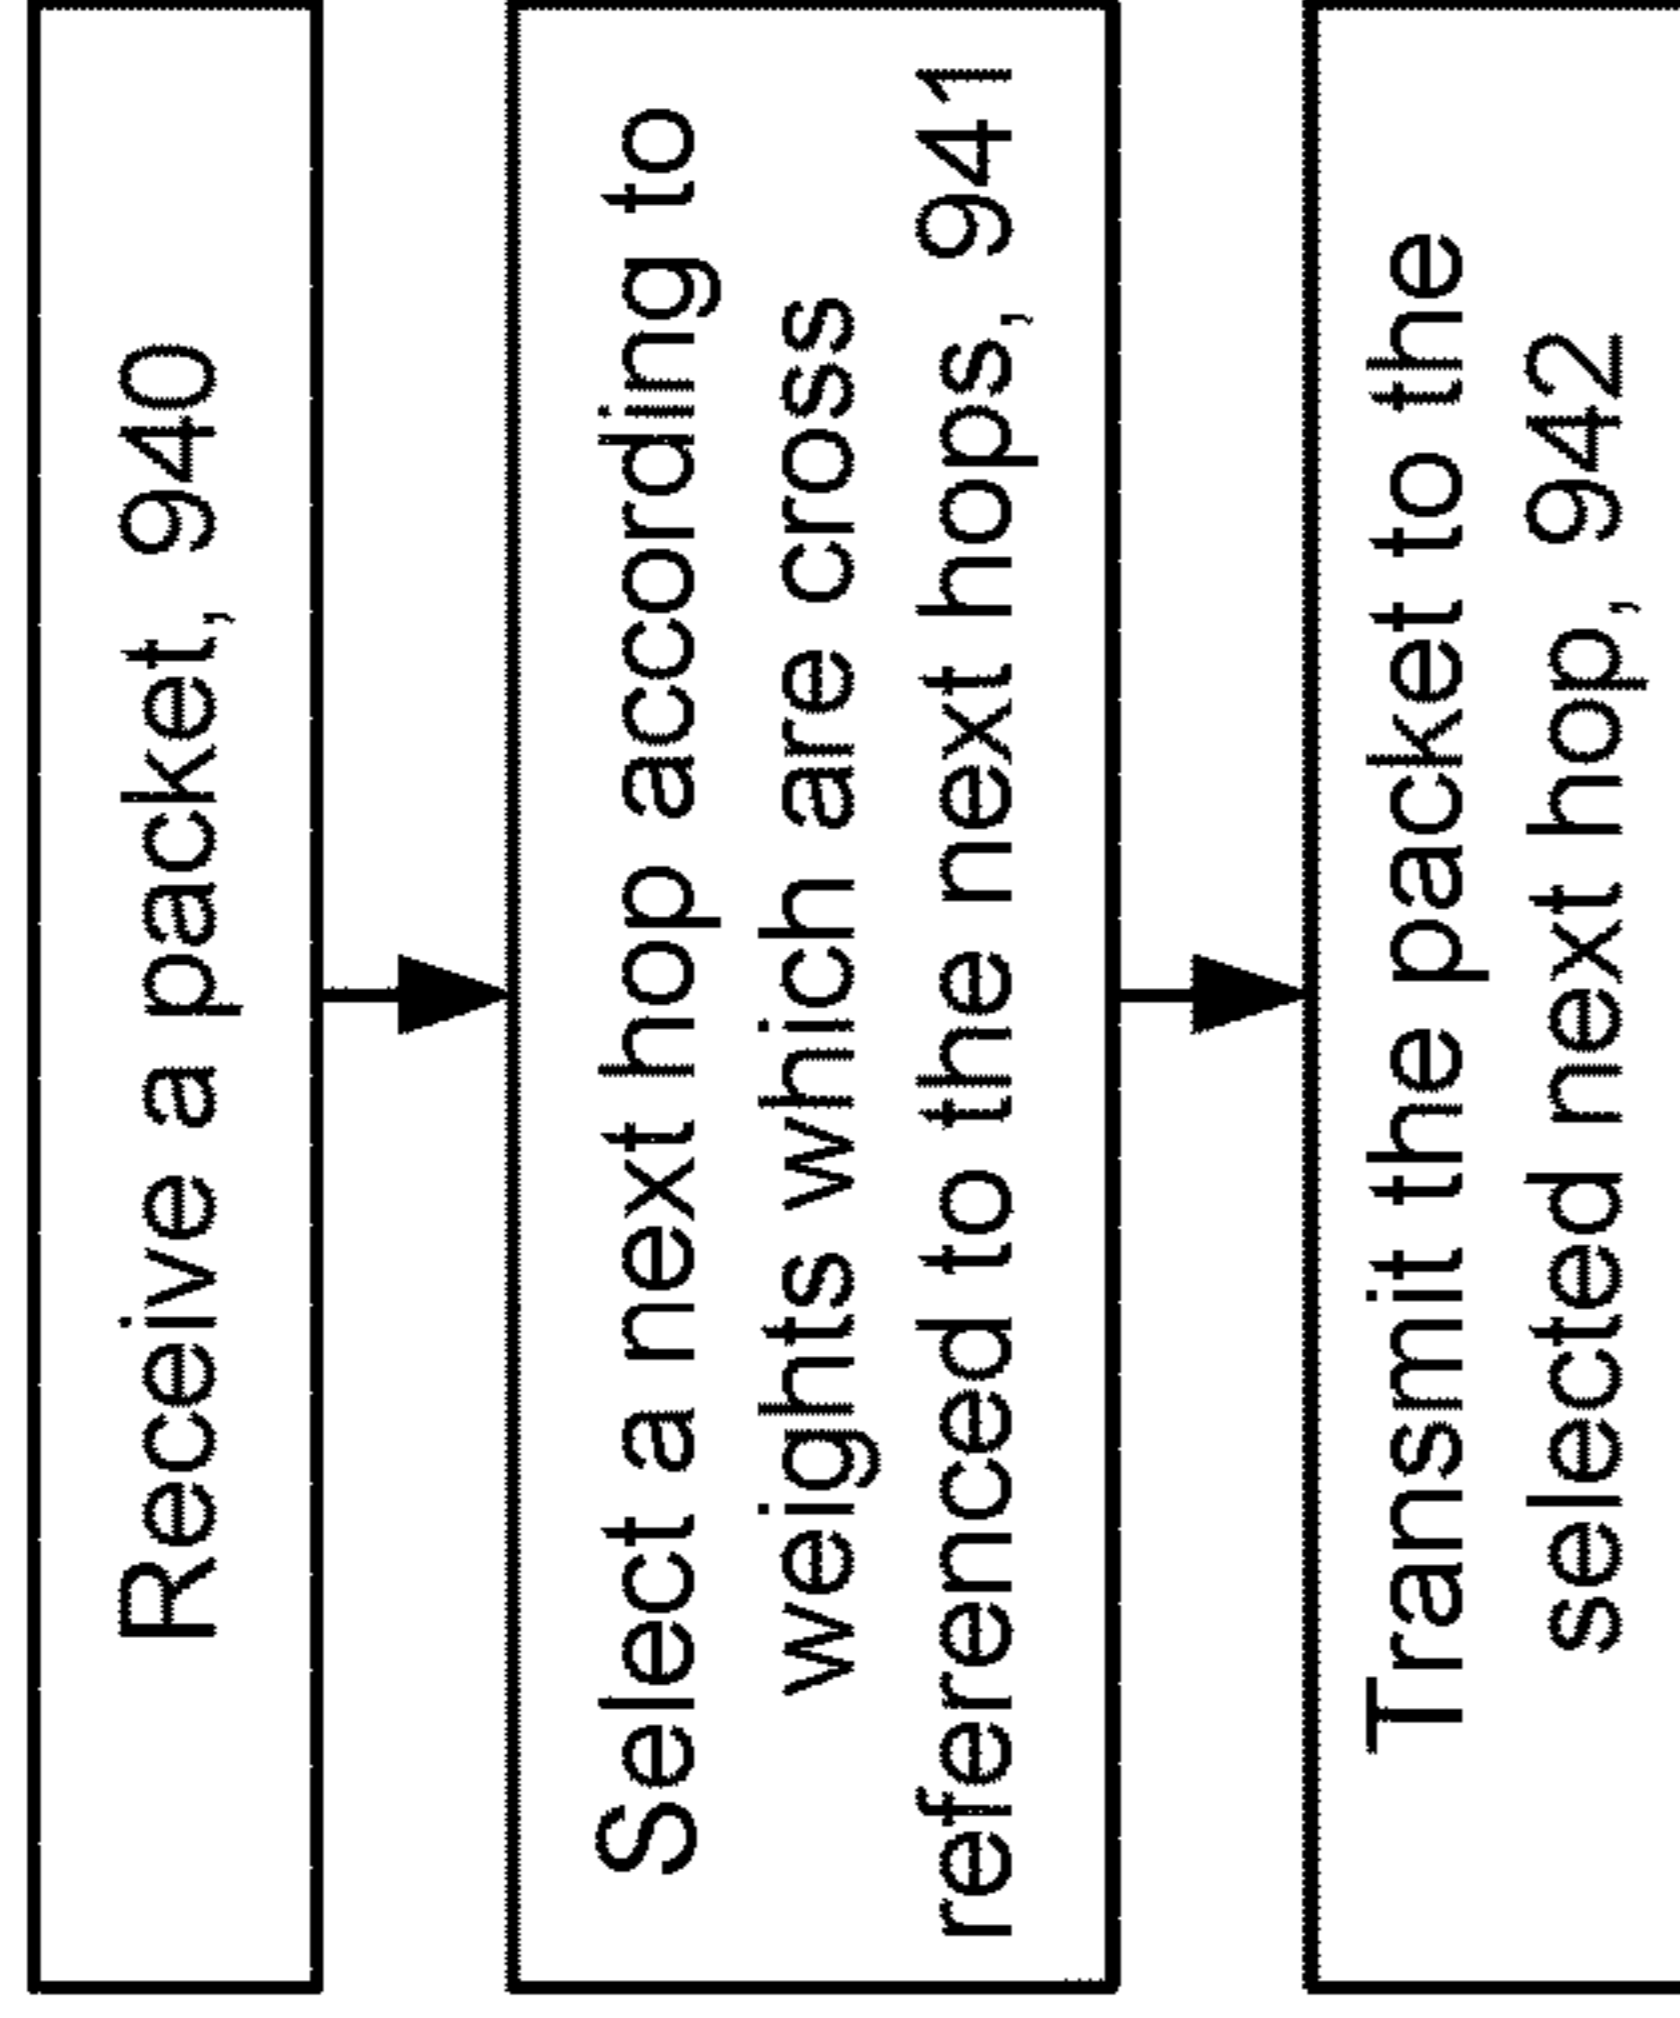 Receive a packet, 940
Select a next hop according to
weights which are cross
referenced to the next hops, 941
Transmit the packet to the
selected next hop, 942